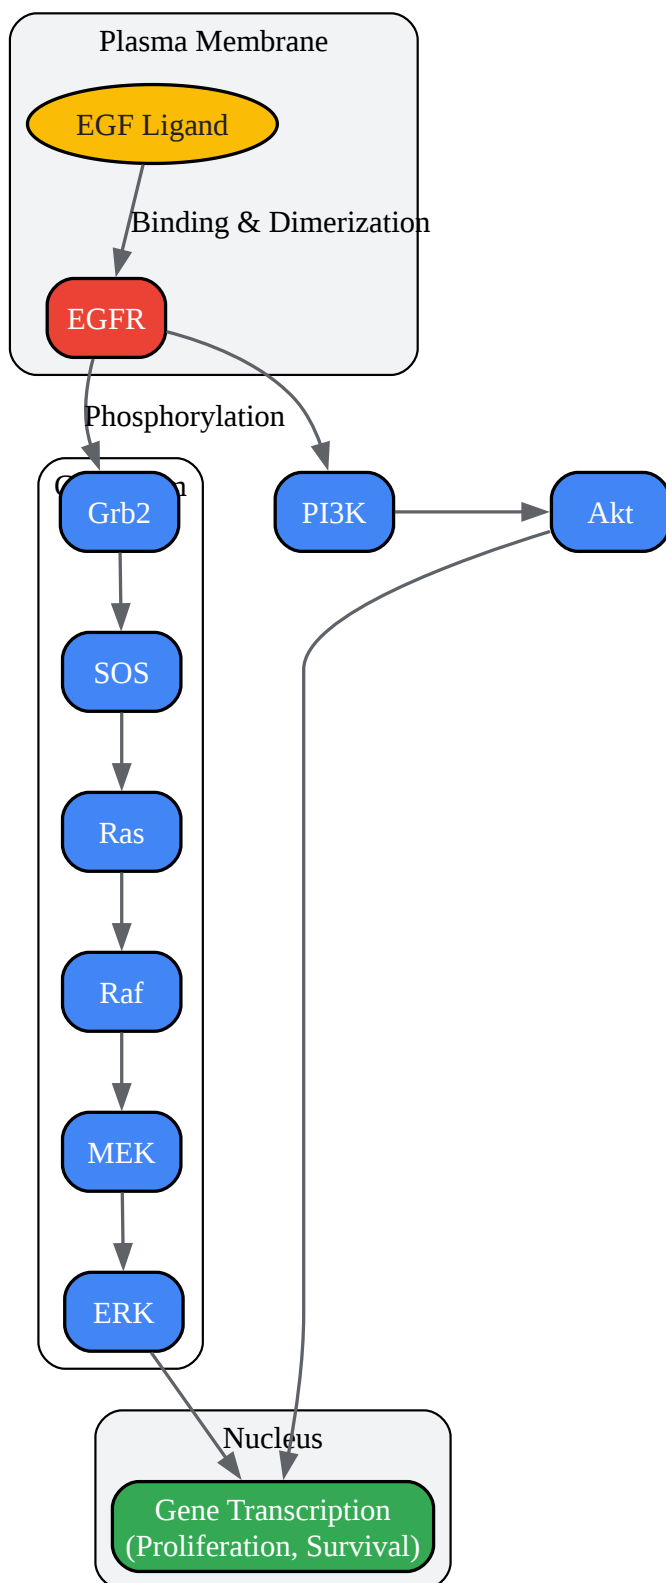 Plasma Membrane
EGF Ligand
Binding & Dimerization
EGFR
Phosphorylation
Grb2
PI3K
Akt
SOS
Ras
Raf
MEK
ERK
Nucleus
Gene Transcription
(Proliferation, Survival)